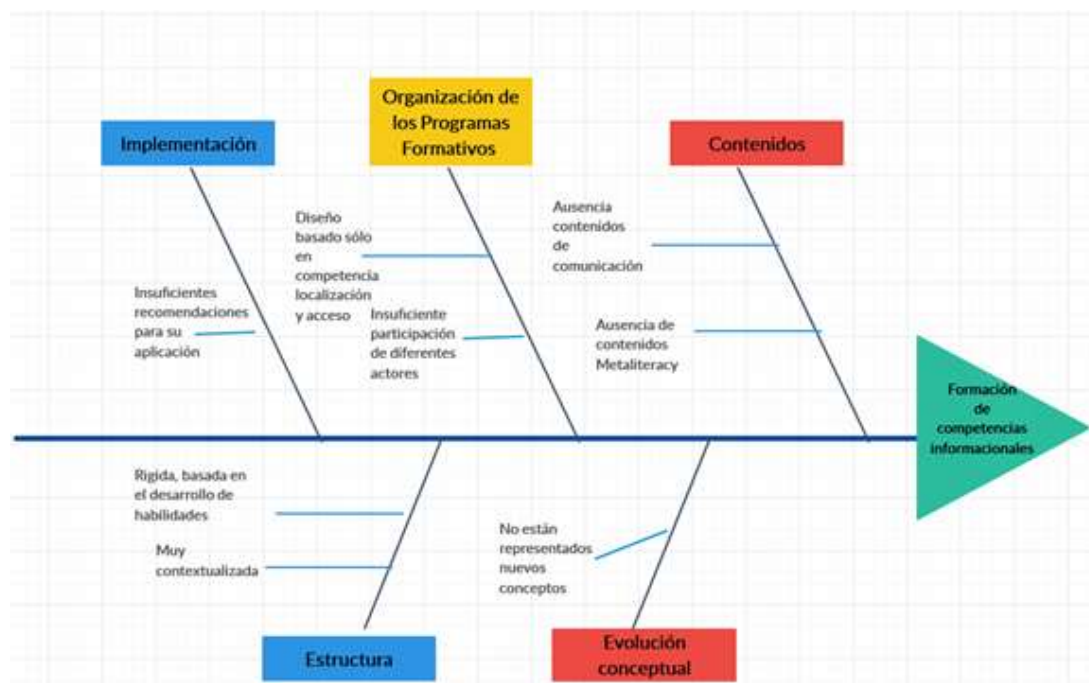 Implementación
Organización de
los Programas
Formativos
Contenidos
Insuficientes
recomendaciones
para su
aplicación
Diseño
basado sólo
en
competencia
localización
y acceso
Insuficiente
participación
de diferentes
actores
Ausencia
contenidos
de
comunicación
Ausencia de
contenidos
Metaliteracy
Formación
de
competencias
informacionales
Rigida, basada en
el desarrollo de
habilidades
Muy
contextualizada
No están
representados
nuevos
conceptos
Estructura
Evolución
conceptual